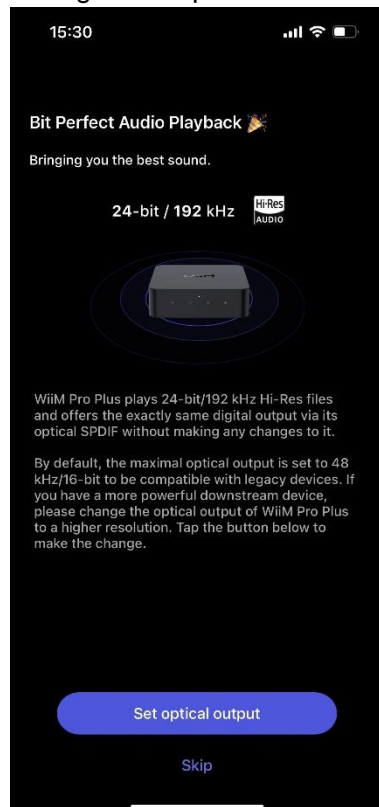 15:30
Bit Perfect Audio Playback 🎉
Bringing you the best sound.
24-bit / 192 kHz Hi-Res AUDIO
WiiM
WiiM Pro Plus plays 24-bit/192 kHz Hi-Res files
and offers the exactly same digital output via its
optical SPDIF without making any changes to it.
By default, the maximal optical output is set to 48
kHz/16-bit to be compatible with legacy devices. If
you have a more powerful downstream device,
please change the optical output of WiiM Pro Plus
to a higher resolution. Tap the button below to
make the change.
Set optical output
Skip